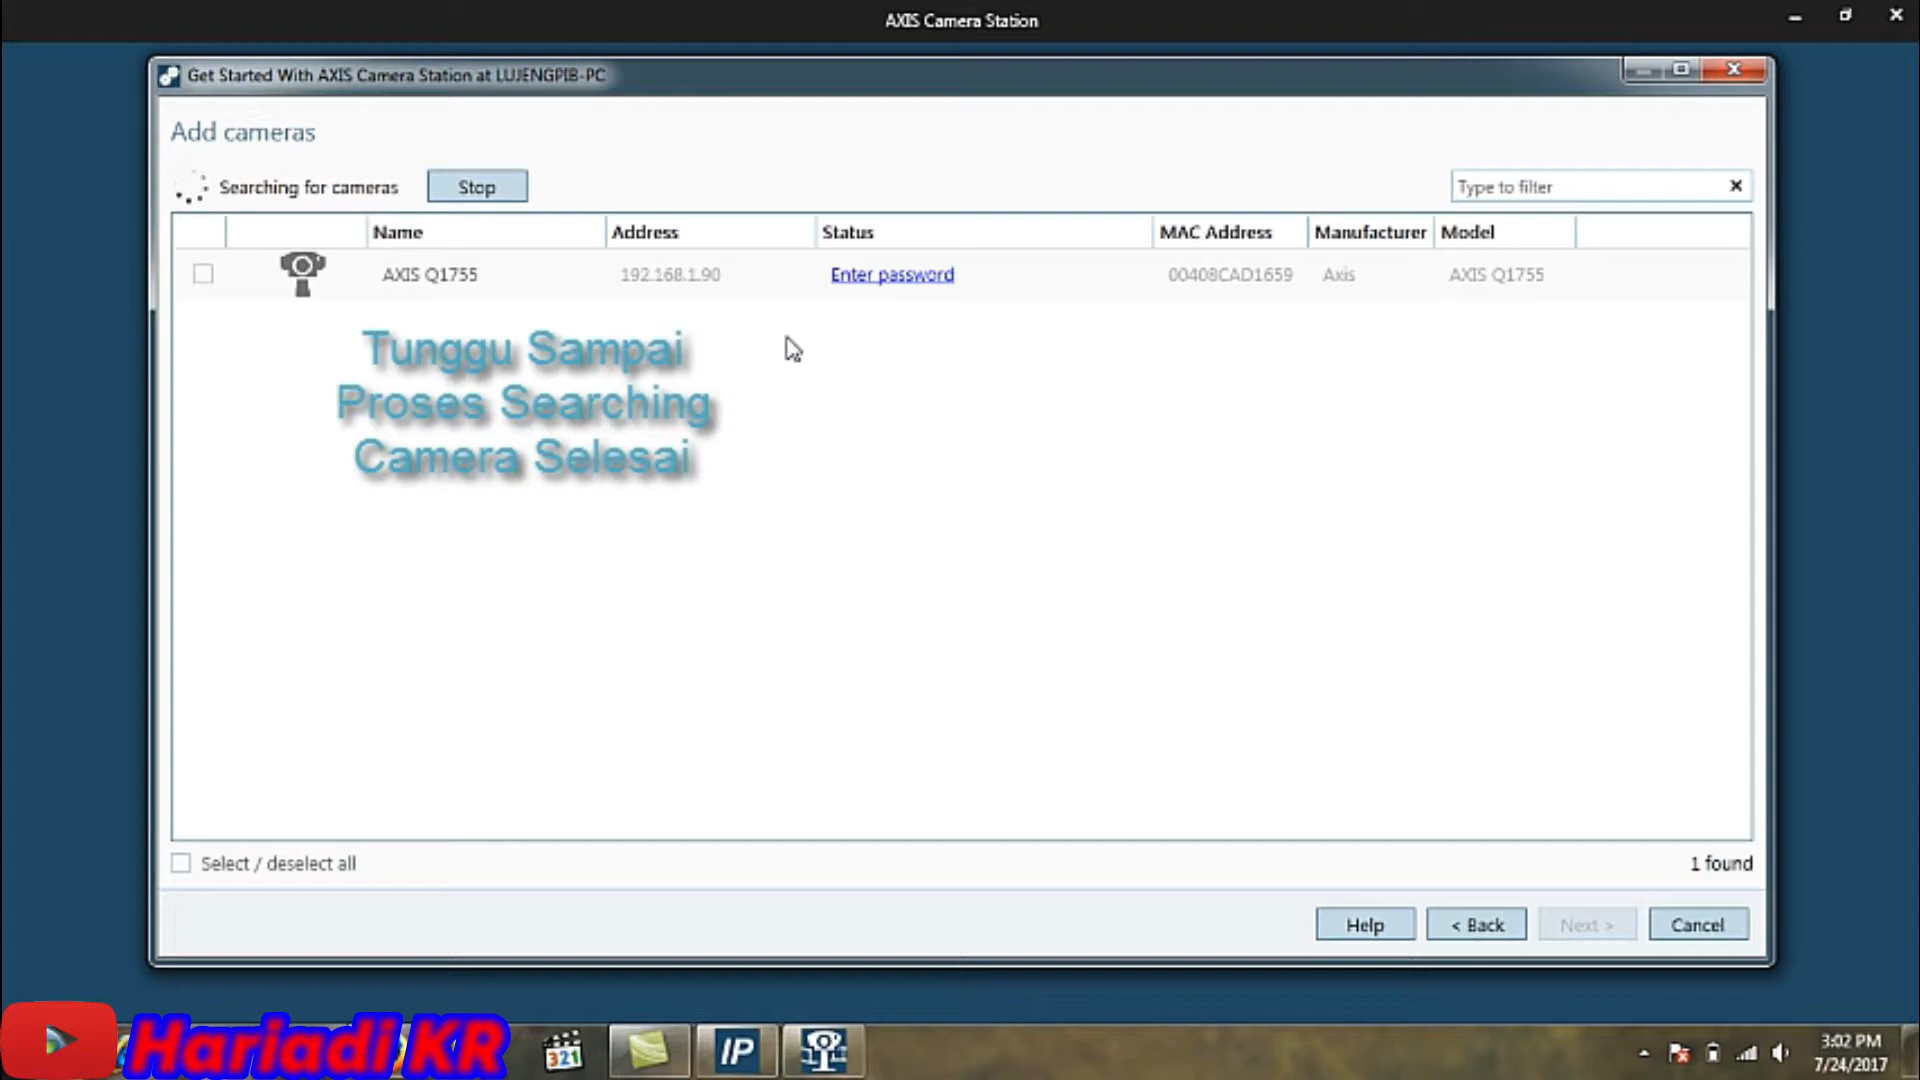 AXIS Camera Station
Get Started With AXIS Camera Station at LUJENGPIB-PC
Add cameras
Searching for cameras
Stop
Type to filter
Name Address Status MAC Address Manufacturer Model
AXIS Q1755 192.168.1.90 Enter password 00408CAD1659 Axis AXIS Q1755
Tunggu Sampai
Proses Searching
Camera Selesai
Select / deselect all
1 found
Help
< Back
Next >
Cancel
Hariadi KR
321
IP
3:02 PM
7/24/2017